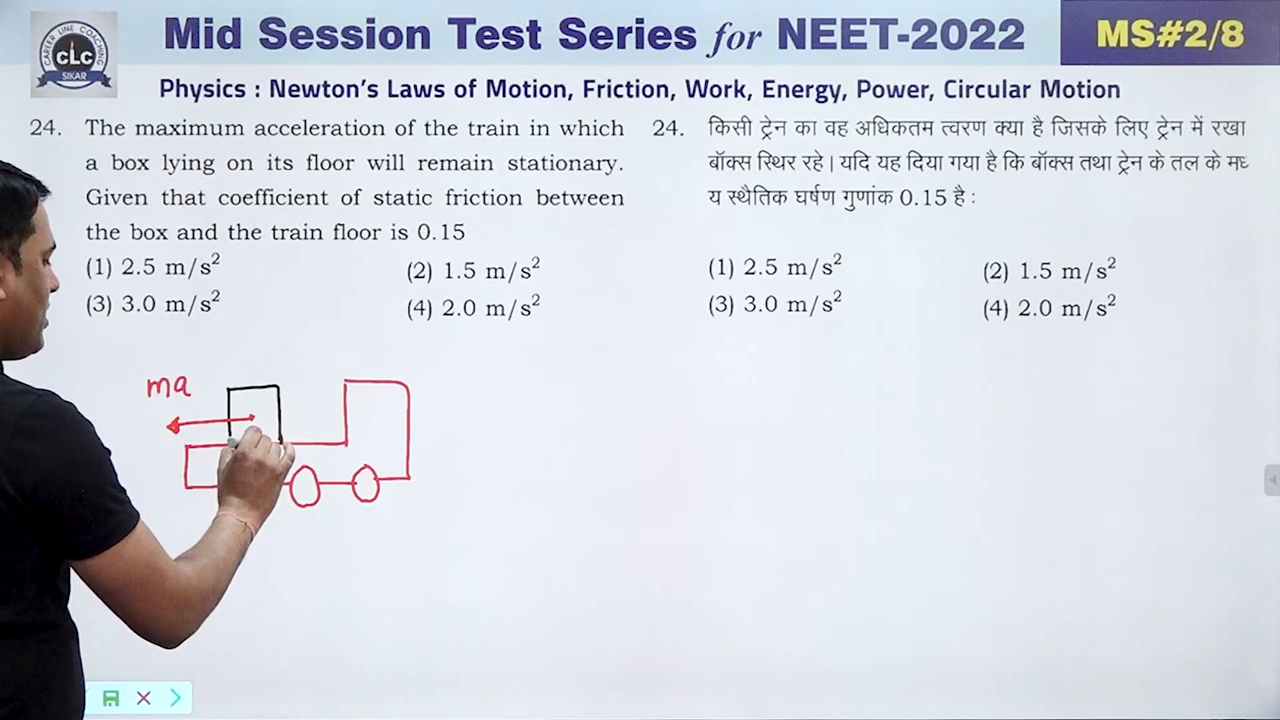 Mid Session Test Series for NEET-2022
MS#2/8
CAREER LINE COACHING
CLC
SIKAR
Physics : Newton's Laws of Motion, Friction, Work, Energy, Power, Circular Motion
24. The maximum acceleration of the train in which
a box lying on its floor will remain stationary.
Given that coefficient of static friction between
the box and the train floor is 0.15
(1) 2.5 m/s² (2) 1.5 m/s²
(3) 3.0 m/s² (4) 2.0 m/s²
24. किसी ट्रेन का वह अधिकतम त्वरण क्या है जिसके लिए ट्रेन में रखा
बॉक्स स्थिर रहे। यदि यह दिया गया है कि बॉक्स तथा ट्रेन के तल के मध
्य स्थैतिक घर्षण गुणांक 0.15 है :
(1) 2.5 m/s² (2) 1.5 m/s²
(3) 3.0 m/s² (4) 2.0 m/s²
ma